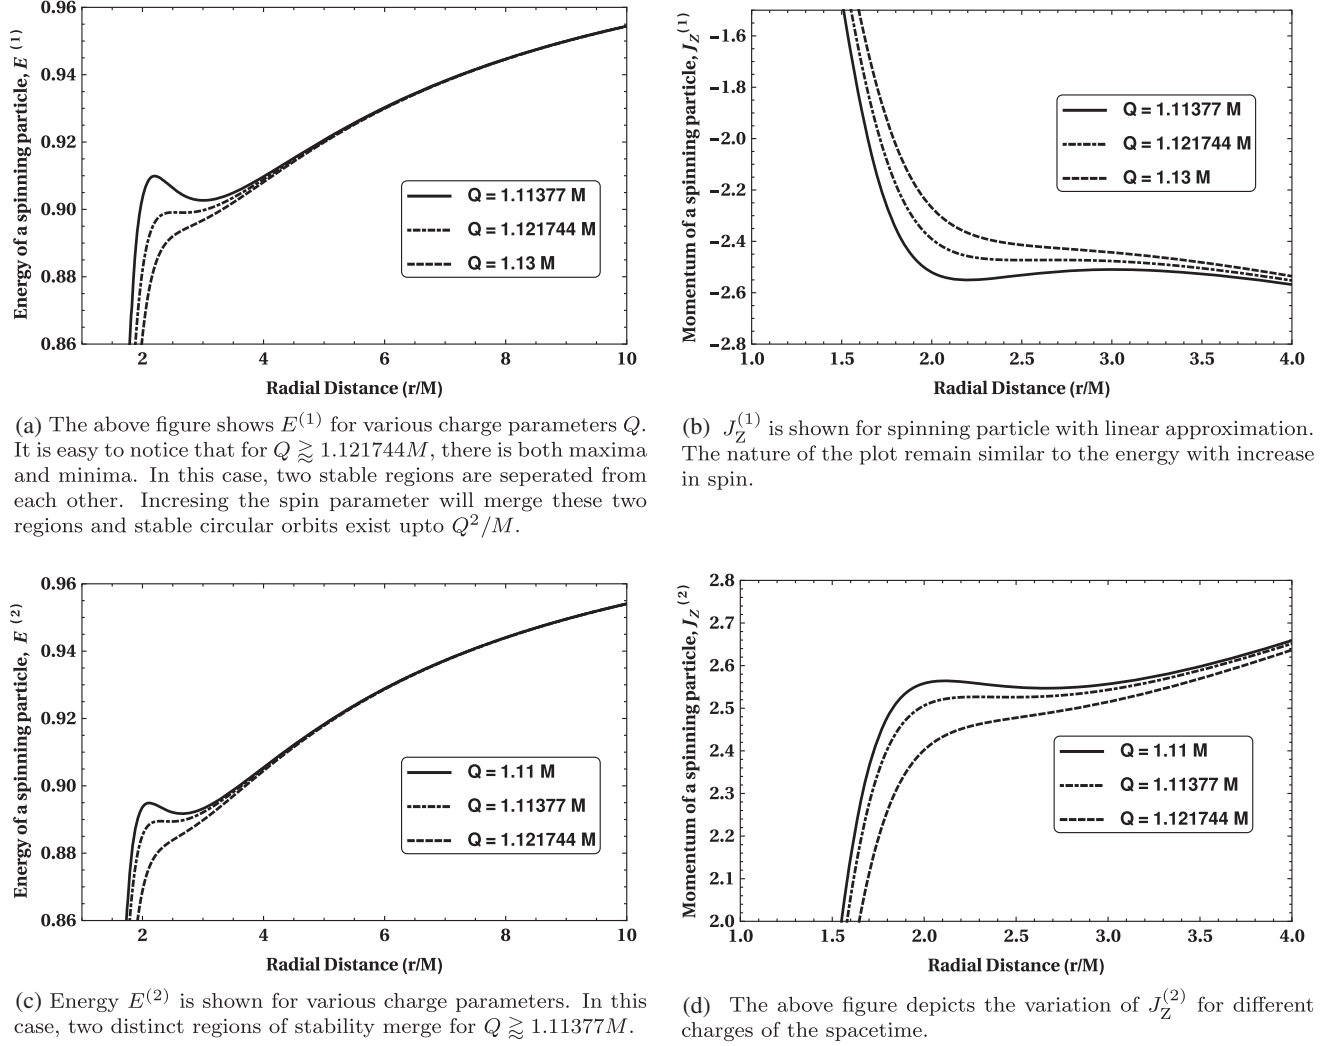 0.96
0.94
0.92
0.90
0.88
0.86
Energy of a spinning particle, E (1)
Q = 1.11377 M
Q = 1.121744 M
Q = 1.13 M
2 4 6 8 10
Radial Distance (r/M)
(a) The above figure shows E(1) for various charge parameters Q.
It is easy to notice that for Q ⪆ 1.121744M, there is both maxima
and minima. In this case, two stable regions are seperated from
each other. Incresing the spin parameter will merge these two
regions and stable circular orbits exist upto Q²/M.
−1.6
−1.8
−2.0
−2.2
−2.4
−2.6
−2.8
Momentum of a spinning particle, JZ(1)
Q = 1.11377 M
Q = 1.121744 M
Q = 1.13 M
1.0 1.5 2.0 2.5 3.0 3.5 4.0
Radial Distance (r/M)
(b) JZ(1) is shown for spinning particle with linear approximation.
The nature of the plot remain similar to the energy with increase
in spin.
0.96
0.94
0.92
0.90
0.88
0.86
Energy of a spinning particle, E (2)
Q = 1.11 M
Q = 1.11377 M
Q = 1.121744 M
2 4 6 8 10
Radial Distance (r/M)
(c) Energy E(2) is shown for various charge parameters. In this
case, two distinct regions of stability merge for Q ⪆ 1.11377M.
2.8
2.7
2.6
2.5
2.4
2.3
2.2
2.1
2.0
Momentum of a spinning particle, JZ(2)
Q = 1.11 M
Q = 1.11377 M
Q = 1.121744 M
1.0 1.5 2.0 2.5 3.0 3.5 4.0
Radial Distance (r/M)
(d) The above figure depicts the variation of JZ(2) for different
charges of the spacetime.